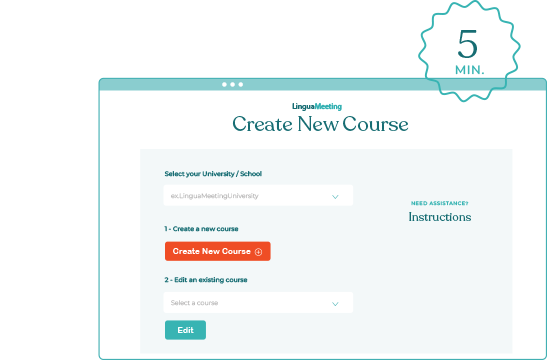 5
MIN.
LinguaMeeting
Create New Course
Select your University / School
ex.LinguaMeetingUniversity
NEED ASSISTANCE?
Instructions
1 - Create a new course
Create New Course
2 - Edit an existing course
Select a course
Edit